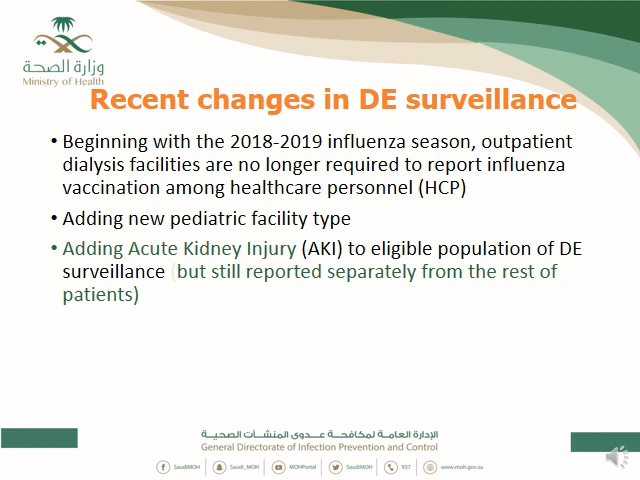 وزارة الصحة
Ministry of Health
Recent changes in DE surveillance
• Beginning with the 2018-2019 influenza season, outpatient
dialysis facilities are no longer required to report influenza
vaccination among healthcare personnel (HCP)
• Adding new pediatric facility type
• Adding Acute Kidney Injury (AKI) to eligible population of DE
surveillance (but still reported separately from the rest of
patients)
الإدارة العامة لمكافحة عدوى المنشآت الصحية
General Directorate of Infection Prevention and Control
SaudiMOH Saudi_MOH MOHPortal SaudiMOH 937 www.moh.gov.sa